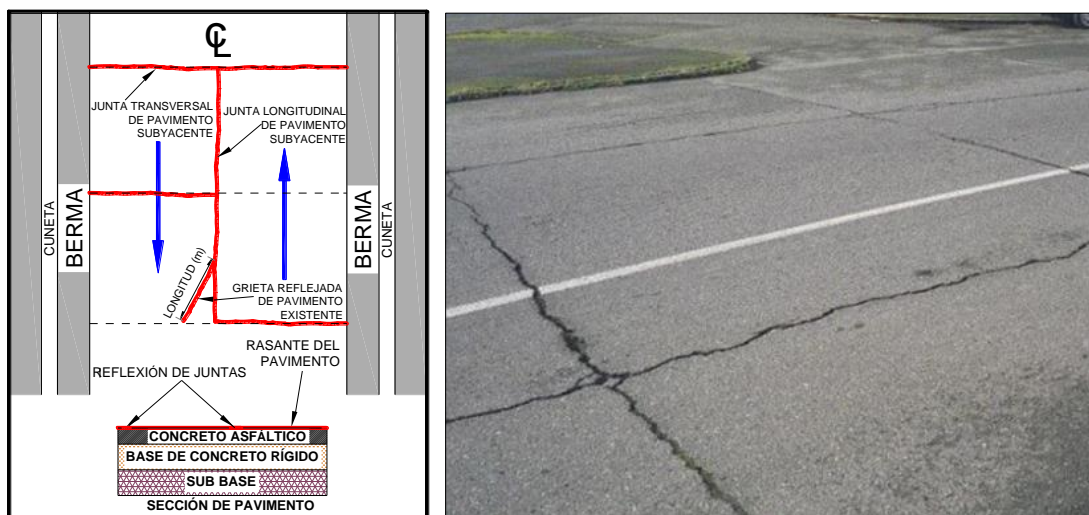 ℄
JUNTA TRANSVERSAL
DE PAVIMENTO
SUBYACENTE
JUNTA LONGITUDINAL
DE PAVIMENTO
SUBYACENTE
CUNETA
BERMA
BERMA
CUNETA
LONGITUD (m)
GRIETA REFLEJADA
DE PAVIMENTO
EXISTENTE
RASANTE DEL
PAVIMENTO
REFLEXIÓN DE JUNTAS
CONCRETO ASFÁLTICO
BASE DE CONCRETO RÍGIDO
SUB BASE
SECCIÓN DE PAVIMENTO